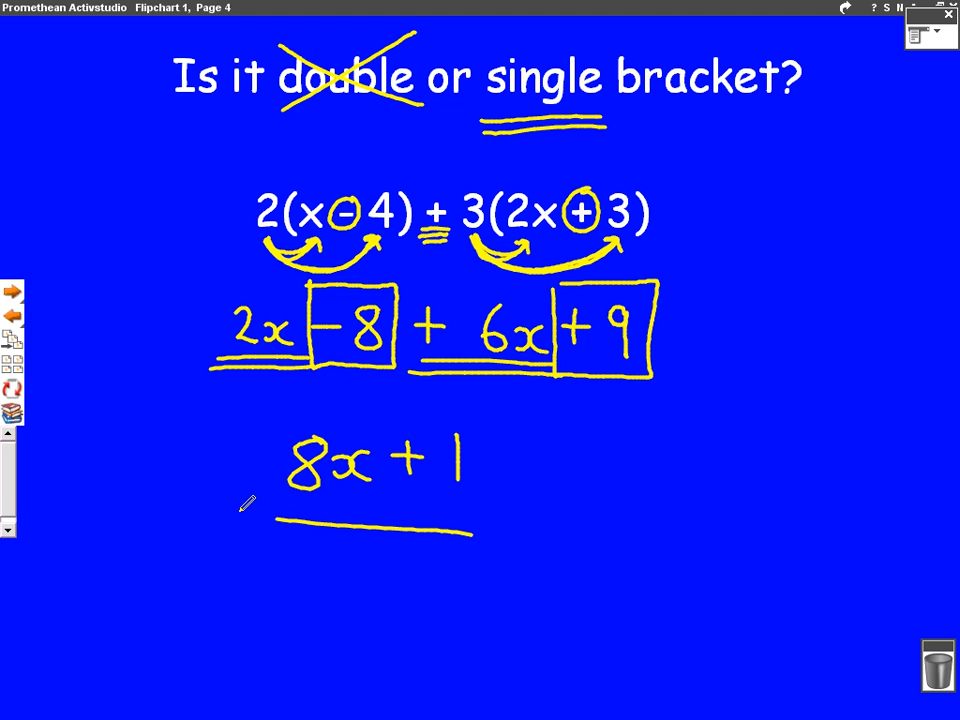 Promethean Activstudio Flipchart 1, Page 4
? S N
Is it double or single bracket?
2(x - 4) + 3(2x + 3)
2x - 8 + 6x + 9
8x + 1